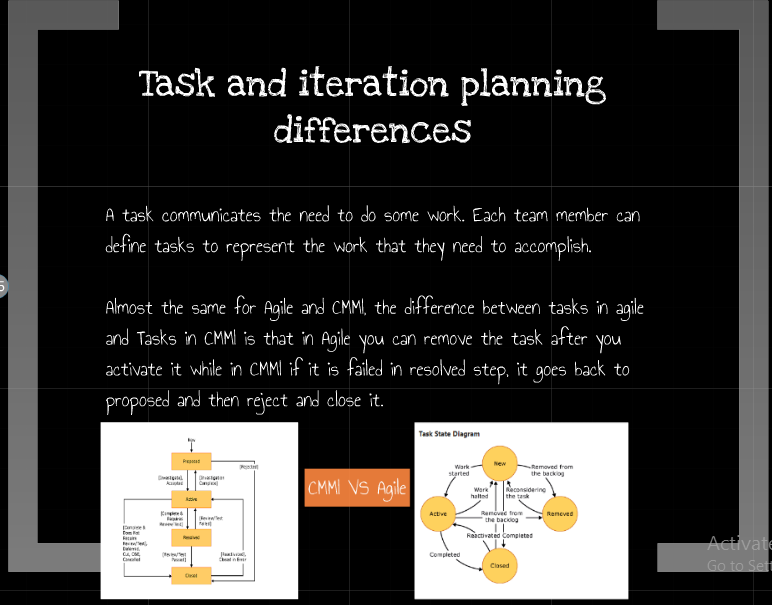 Task and iteration planning
differences
A task communicates the need to do some work. Each team member can
define tasks to represent the work that they need to accomplish.
Almost the same for Agile and CMMI, the difference between tasks in agile
and Tasks in CMMI is that in Agile you can remove the task after you
activate it while in CMMI if it is failed in resolved step, it goes back to
proposed and then reject and close it.
5
New
Proposed
[Rejected]
[Investigate],
Accepted
[Investigation
Complete]
Active
[Complete &
Requires
Review/Test]
[Review/Test
Failed]
Resolved
[Complete &
Does Not
Require
Review/Test],
Deferred,
Cut,
Canceled
[Review/Test
Passed]
[Reactivated],
Closed in Error
Closed
CMMI VS Agile
Task State Diagram
New
Work
started
Removed from
the backlog
Work
halted
Reconsidering
the task
Active
Removed from
the backlog
Removed
Reactivated
Completed
Completed
Closed
Activate
Go to Sett